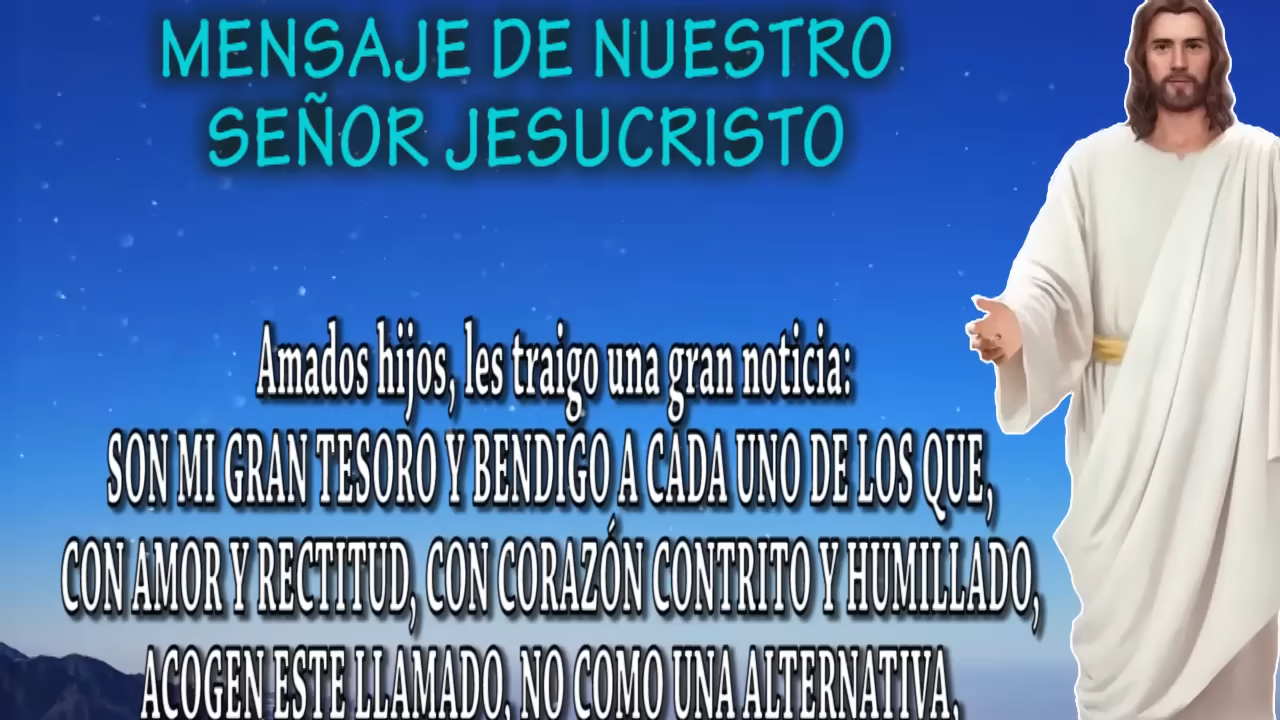 MENSAJE DE NUESTRO
SEÑOR JESUCRISTO
Amados hijos, les traigo una gran noticia:
SON MI GRAN TESORO Y BENDIGO A CADA UNO DE LOS QUE,
CON AMOR Y RECTITUD, CON CORAZÓN CONTRITO Y HUMILLADO,
ACOGEN ESTE LLAMADO, NO COMO UNA ALTERNATIVA,